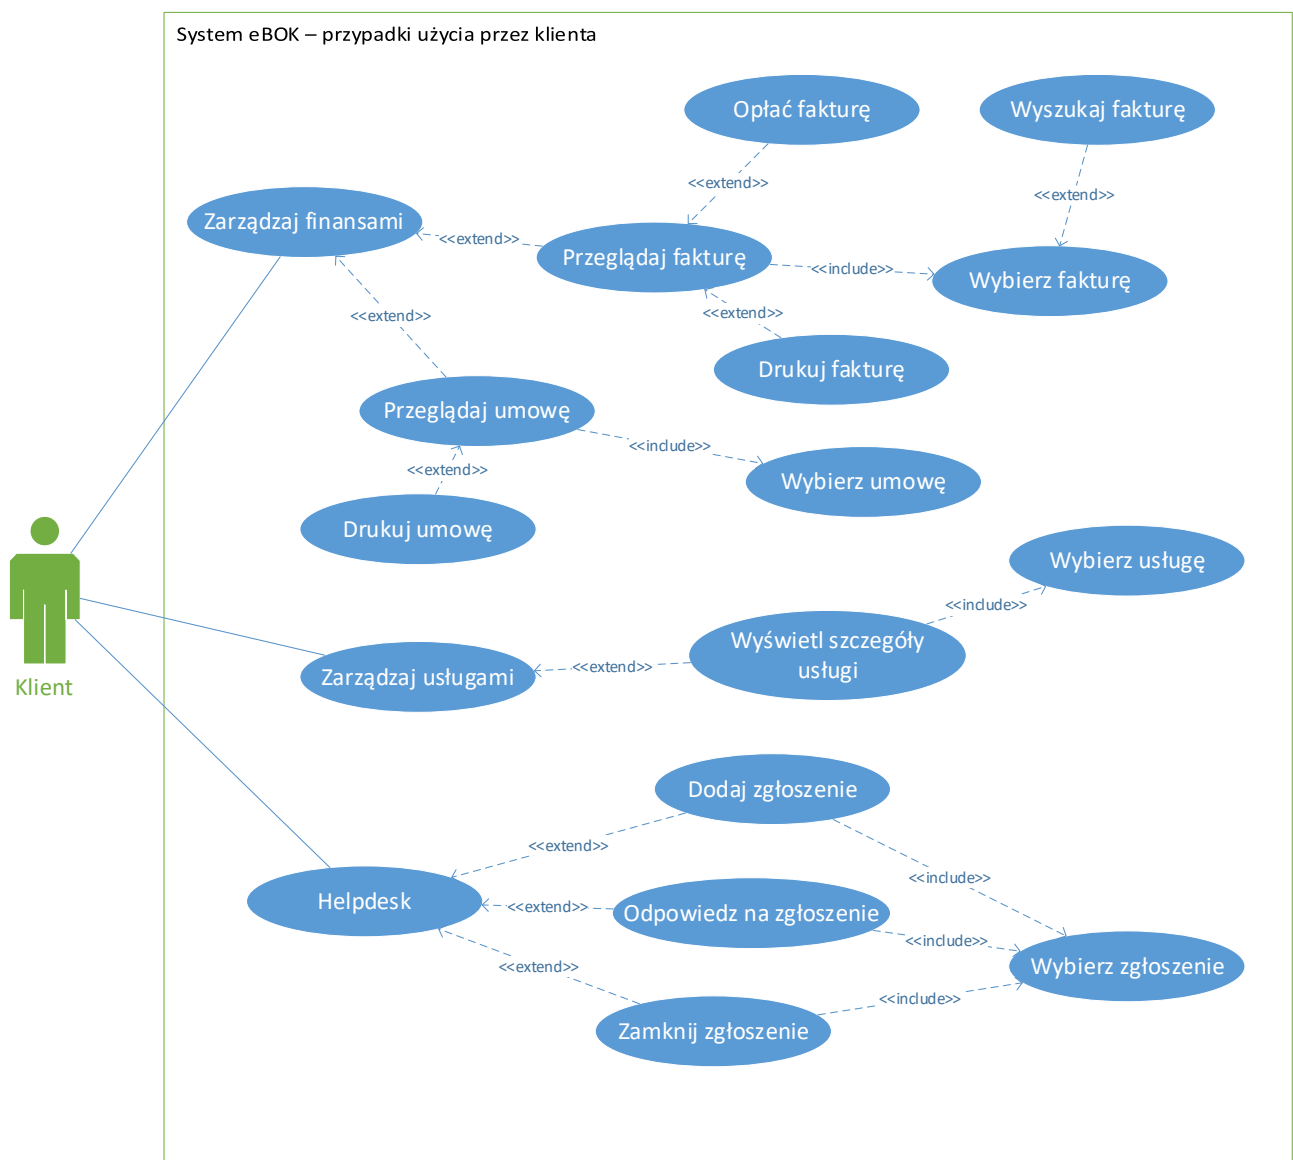 System eBOK – przypadki użycia przez klienta
Opłać fakturę
Wyszukaj fakturę
<<extend>>
<<extend>>
Zarządzaj finansami
<<extend>>
Przeglądaj fakturę
<<include>>
Wybierz fakturę
<<extend>>
<<extend>>
Drukuj fakturę
Przeglądaj umowę
<<include>>
<<extend>>
Wybierz umowę
Drukuj umowę
Wybierz usługę
<<include>>
Wyświetl szczegóły
usługi
<<extend>>
Zarządzaj usługami
Klient
Dodaj zgłoszenie
<<extend>>
<<include>>
Helpdesk
<<extend>>
Odpowiedz na zgłoszenie
<<include>>
<<extend>>
Wybierz zgłoszenie
<<include>>
Zamknij zgłoszenie